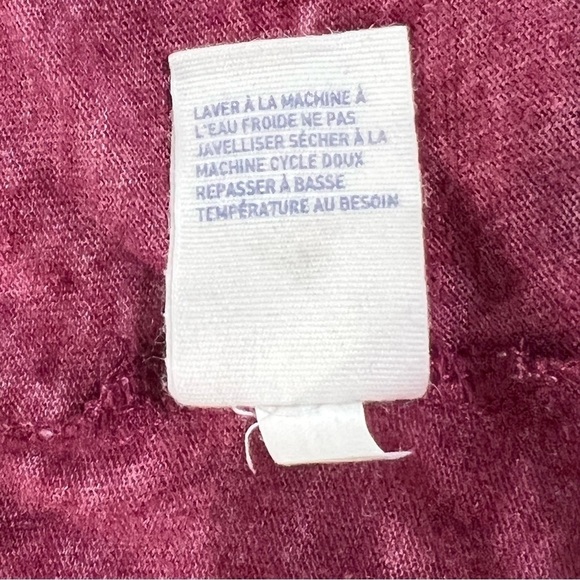 LAVER À LA MACHINE À
L'EAU FROIDE NE PAS
JAVELLISER SÉCHER À LA
MACHINE CYCLE DOUX
REPASSER À BASSE
TEMPÉRATURE AU BESOIN